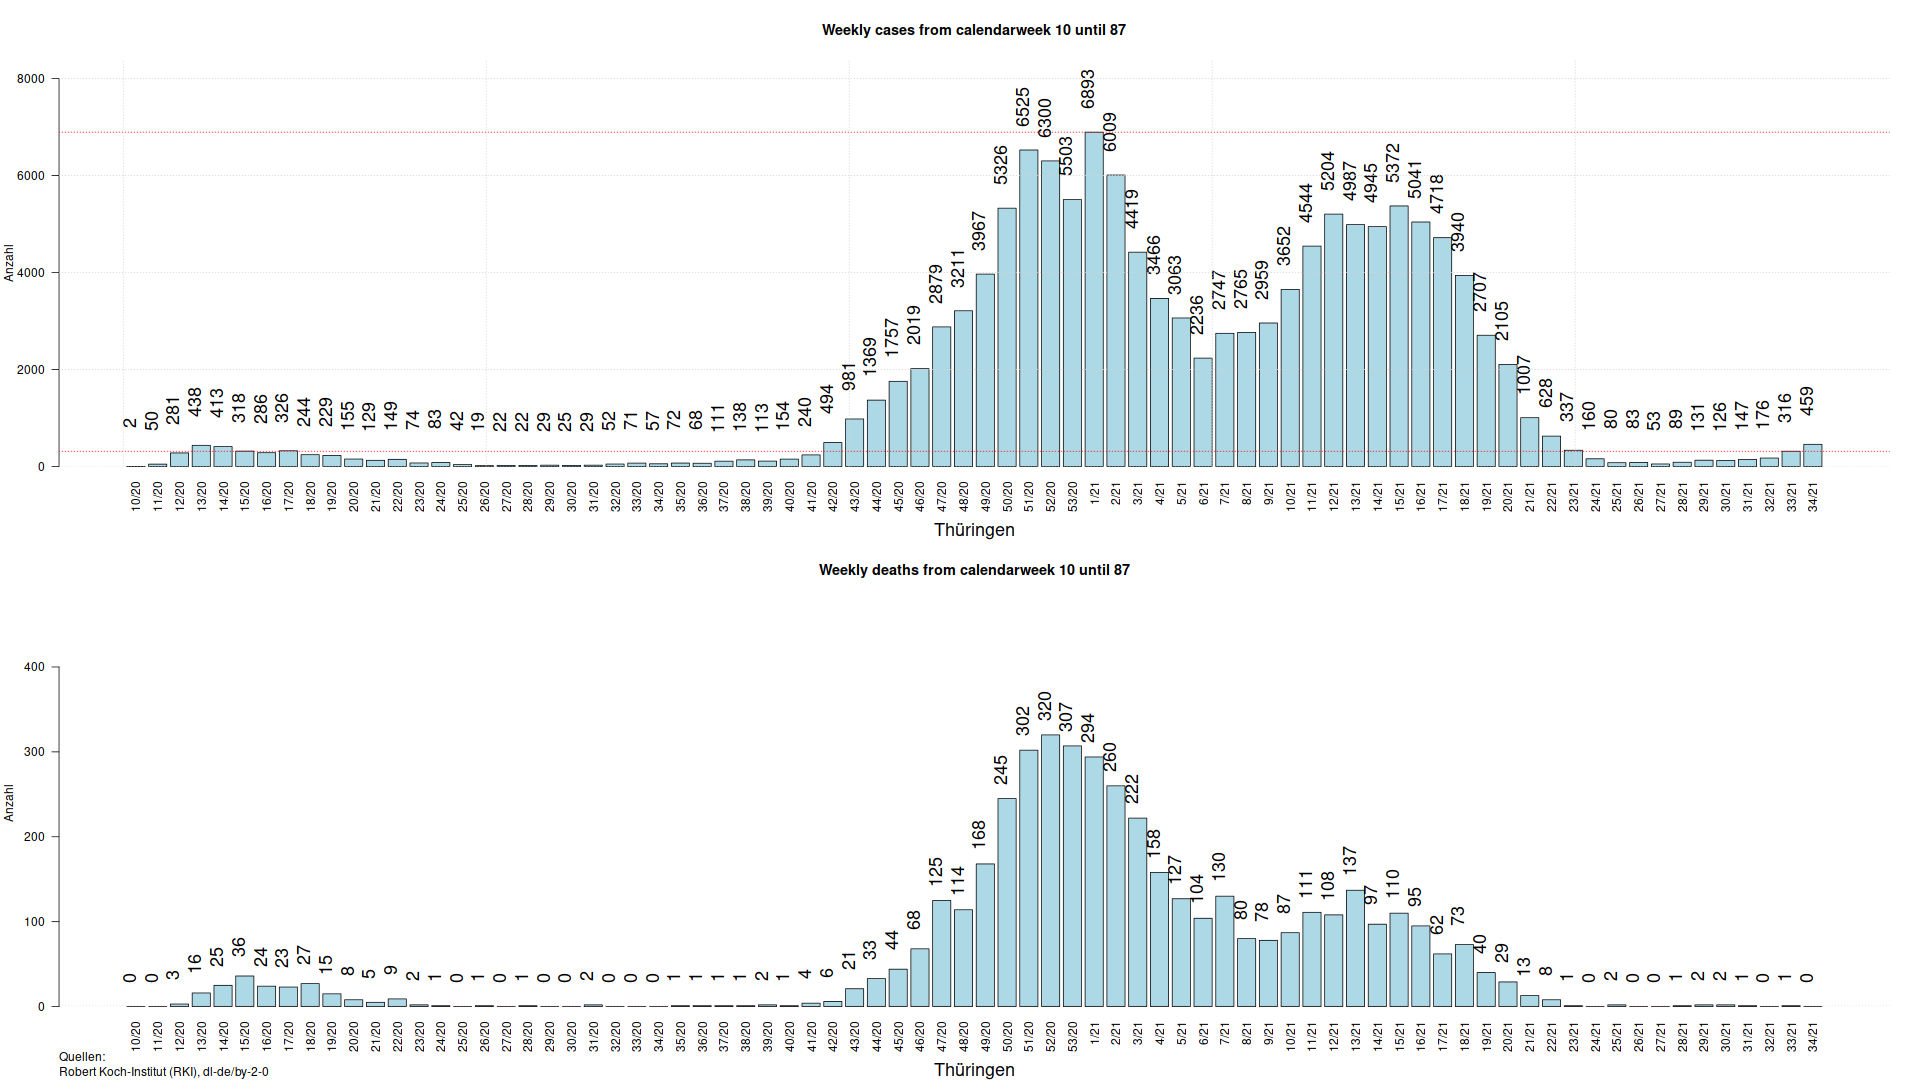 Weekly cases from calendarweek 10 until 87
Anzahl
8000
6000
4000
2000
0
2 50 281 438 413 318 286 326 244 229 155 129 149 74 83 42 19 22 22 29 25 29 52 71 57 72 68 111 138 113 154 240 494 981 1369 1757 2019 2879 3211 3967 5326 6525 6300 5503 6893 6009 4419 3466 3063 2236 2747 2765 2959 3652 4544 5204 4987 4945 5372 5041 4718 3940 2707 2105 1007 628 337 160 80 83 53 89 131 126 147 176 316 459
10/20 11/20 12/20 13/20 14/20 15/20 16/20 17/20 18/20 19/20 20/20 21/20 22/20 23/20 24/20 25/20 26/20 27/20 28/20 29/20 30/20 31/20 32/20 33/20 34/20 35/20 36/20 37/20 38/20 39/20 40/20 41/20 42/20 43/20 44/20 45/20 46/20 47/20 48/20 49/20 50/20 51/20 52/20 53/20 1/21 2/21 3/21 4/21 5/21 6/21 7/21 8/21 9/21 10/21 11/21 12/21 13/21 14/21 15/21 16/21 17/21 18/21 19/21 20/21 21/21 22/21 23/21 24/21 25/21 26/21 27/21 28/21 29/21 30/21 31/21 32/21 33/21 34/21
Thüringen
Weekly deaths from calendarweek 10 until 87
Anzahl
400
300
200
100
0
0 0 3 16 25 36 24 23 27 15 8 5 9 2 1 0 1 0 1 0 0 2 0 0 0 1 1 1 1 2 1 4 6 21 33 44 68 125 114 168 245 302 320 307 294 260 222 158 127 104 130 80 78 87 111 108 137 97 110 95 62 73 40 29 13 8 1 0 2 0 0 1 2 2 1 0 1 0
10/20 11/20 12/20 13/20 14/20 15/20 16/20 17/20 18/20 19/20 20/20 21/20 22/20 23/20 24/20 25/20 26/20 27/20 28/20 29/20 30/20 31/20 32/20 33/20 34/20 35/20 36/20 37/20 38/20 39/20 40/20 41/20 42/20 43/20 44/20 45/20 46/20 47/20 48/20 49/20 50/20 51/20 52/20 53/20 1/21 2/21 3/21 4/21 5/21 6/21 7/21 8/21 9/21 10/21 11/21 12/21 13/21 14/21 15/21 16/21 17/21 18/21 19/21 20/21 21/21 22/21 23/21 24/21 25/21 26/21 27/21 28/21 29/21 30/21 31/21 32/21 33/21 34/21
Thüringen
Quellen:
Robert Koch-Institut (RKI), dl-de/by-2-0